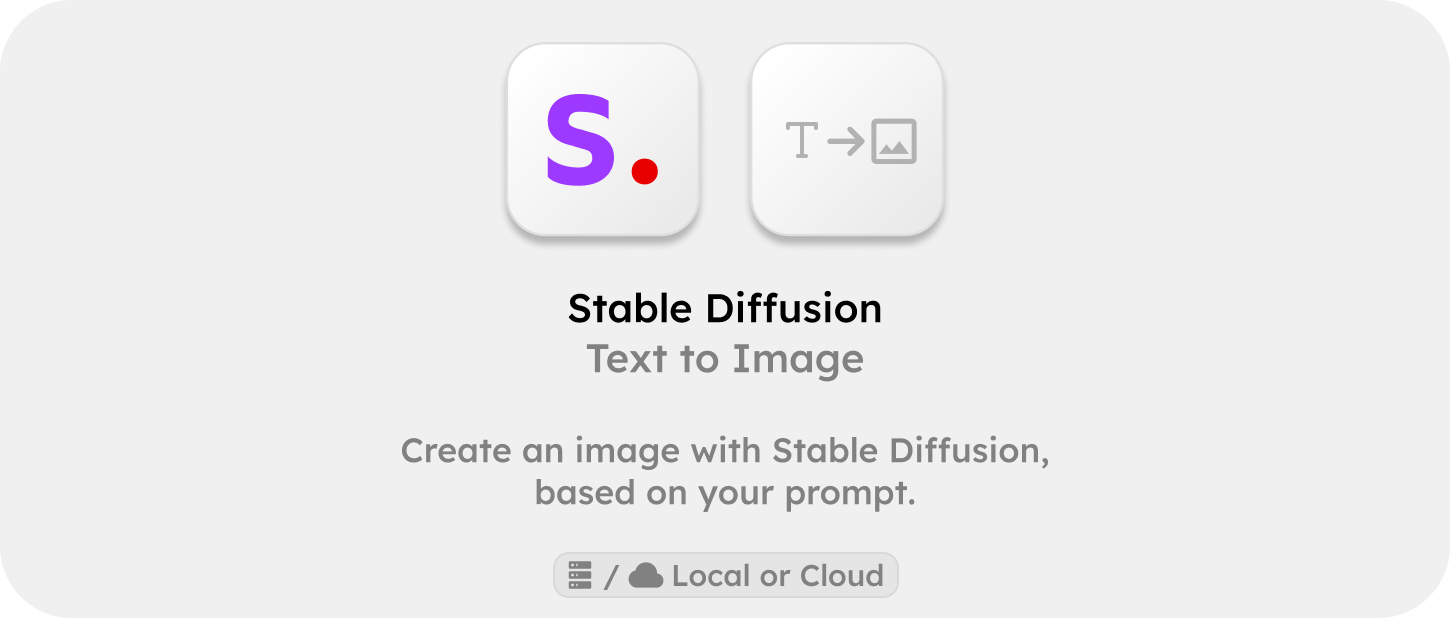 S.
T
Stable Diffusion
Text to Image
Create an image with Stable Diffusion,
based on your prompt.
/ Local or Cloud